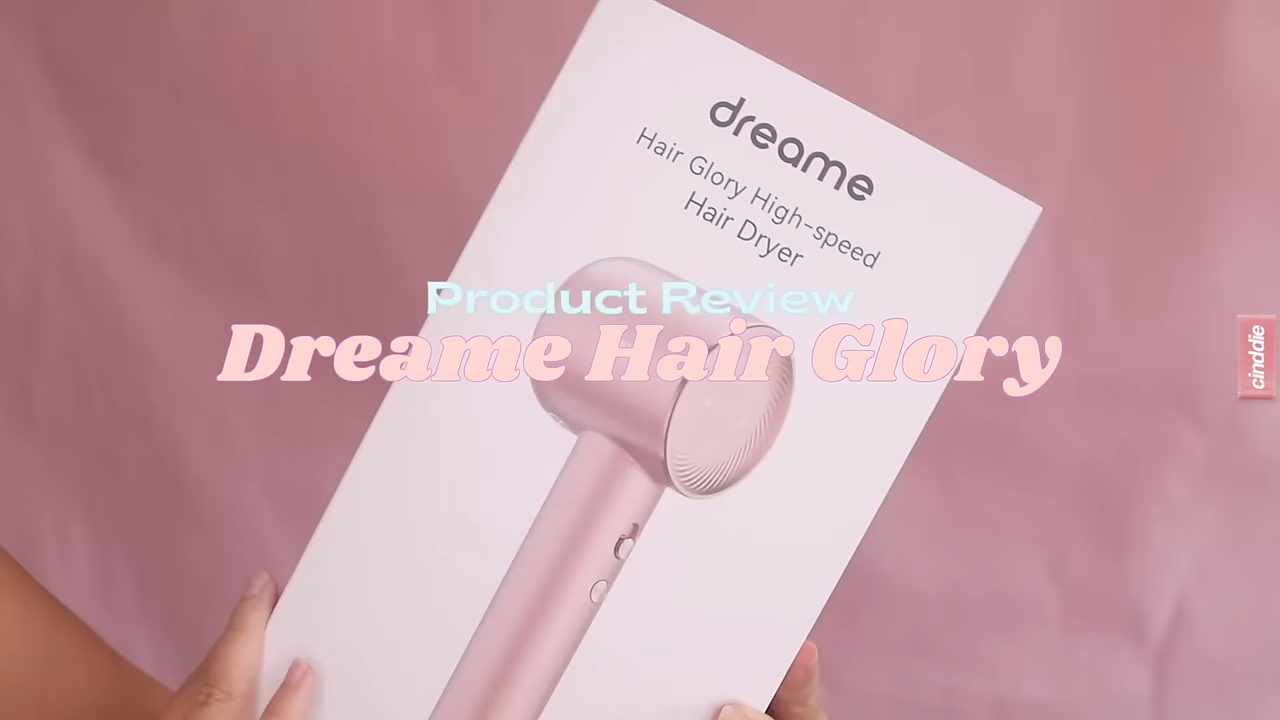 dreame
Hair Glory High-speed
Hair Dryer
Product Review
Dreame Hair Glory
cinddie